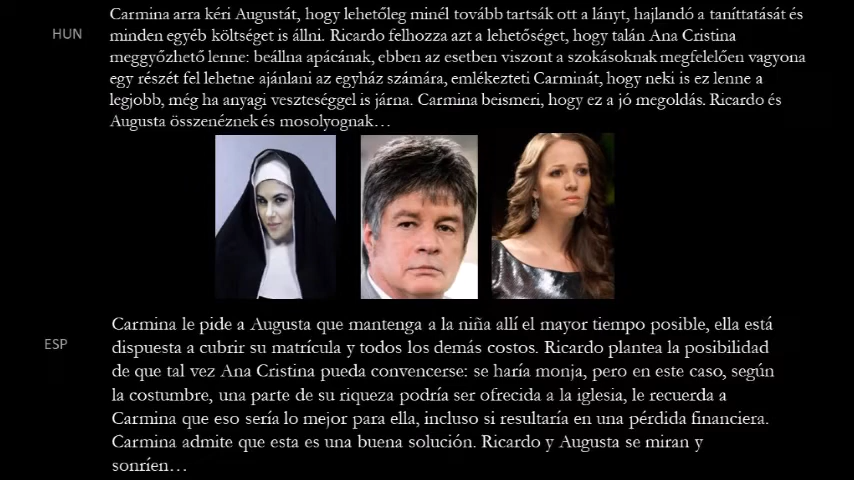 HUN
Carmina arra kéri Augustát, hogy lehetőleg minél tovább tartsák ott a lányt, hajlandó a taníttatását és
minden egyéb költséget is állni. Ricardo felhozza azt a lehetőséget, hogy talán Ana Cristina
meggyőzhető lenne: beállna apácának, ebben az esetben viszont a szokásoknak megfelelően vagyona
egy részét fel lehetne ajánlani az egyház számára, emlékezteti Carminát, hogy neki is ez lenne a
legjobb, még ha anyagi veszteséggel is járna. Carmina beismeri, hogy ez a jó megoldás. Ricardo és
Augusta összenéznek és mosolyognak…
ESP
Carmina le pide a Augusta que mantenga a la niña allí el mayor tiempo posible, ella está
dispuesta a cubrir su matrícula y todos los demás costos. Ricardo plantea la posibilidad
de que tal vez Ana Cristina pueda convencerse: se haría monja, pero en este caso, según
la costumbre, una parte de su riqueza podría ser ofrecida a la iglesia, le recuerda a
Carmina que eso sería lo mejor para ella, incluso si resultaría en una pérdida financiera.
Carmina admite que esta es una buena solución. Ricardo y Augusta se miran y
sonríen…